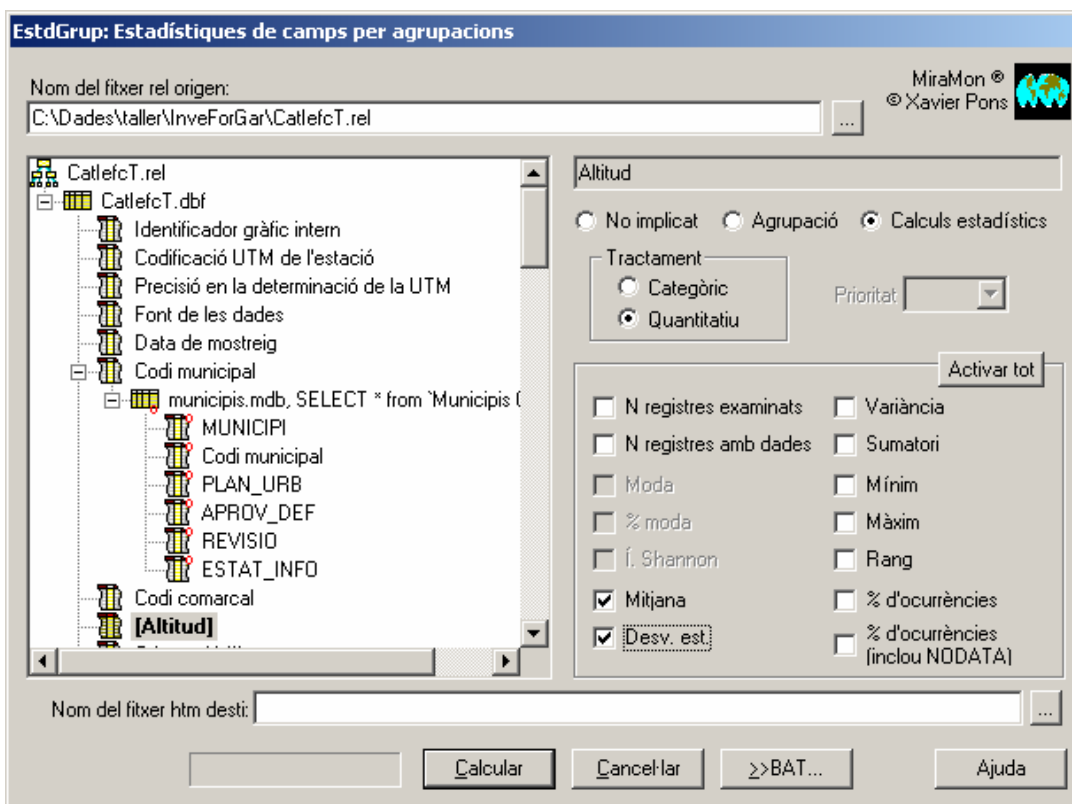 EstdGrup: Estadístiques de camps per agrupacions
Nom del fitxer rel origen:
MiraMon ®
© Xavier Pons
C:\Dades\taller\InveForGar\CatIefcT.rel
...
CatIefcT.rel
CatIefcT.dbf
Identificador gràfic intern
Codificació UTM de l'estació
Precisió en la determinació de la UTM
Font de les dades
Data de mostreig
Codi municipal
municipis.mdb, SELECT * from `Municipis
MUNICIPI
Codi municipal
PLAN_URB
APROV_DEF
REVISIO
ESTAT_INFO
Codi comarcal
[Altitud]
Altitud
No implicat
Agrupació
Calculs estadístics
Tractament
Categòric
Quantitatiu
Prioritat
Activar tot
N registres examinats
N registres amb dades
Moda
% moda
Í. Shannon
Mitjana
Desv. est.
Variància
Sumatori
Mínim
Màxim
Rang
% d'ocurrències
% d'ocurrències
(inclou NODATA)
Nom del fitxer htm destí:
...
Calcular
Cancel·lar
>>BAT...
Ajuda